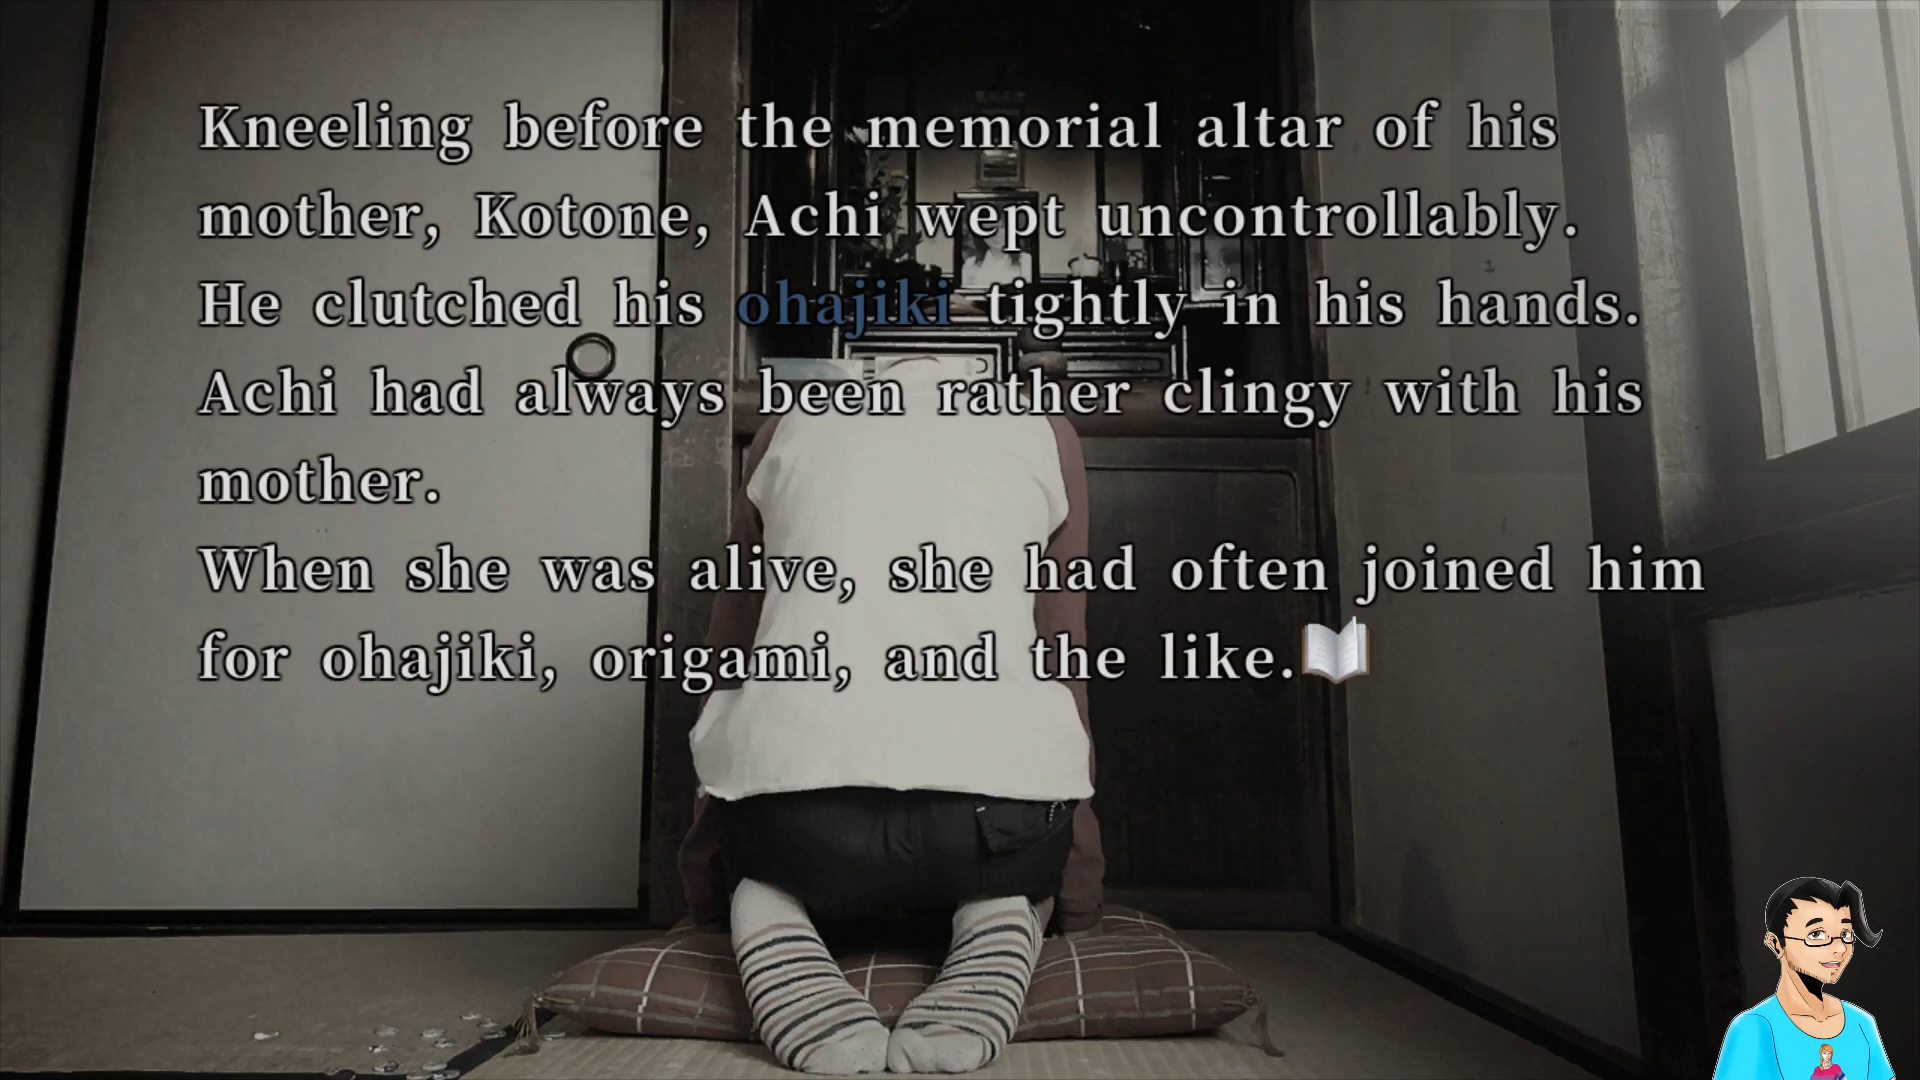 Kneeling before the memorial altar of his
mother, Kotone, Achi wept uncontrollably.
He clutched his ohajiki tightly in his hands.
Achi had always been rather clingy with his
mother.
When she was alive, she had often joined him
for ohajiki, origami, and the like.